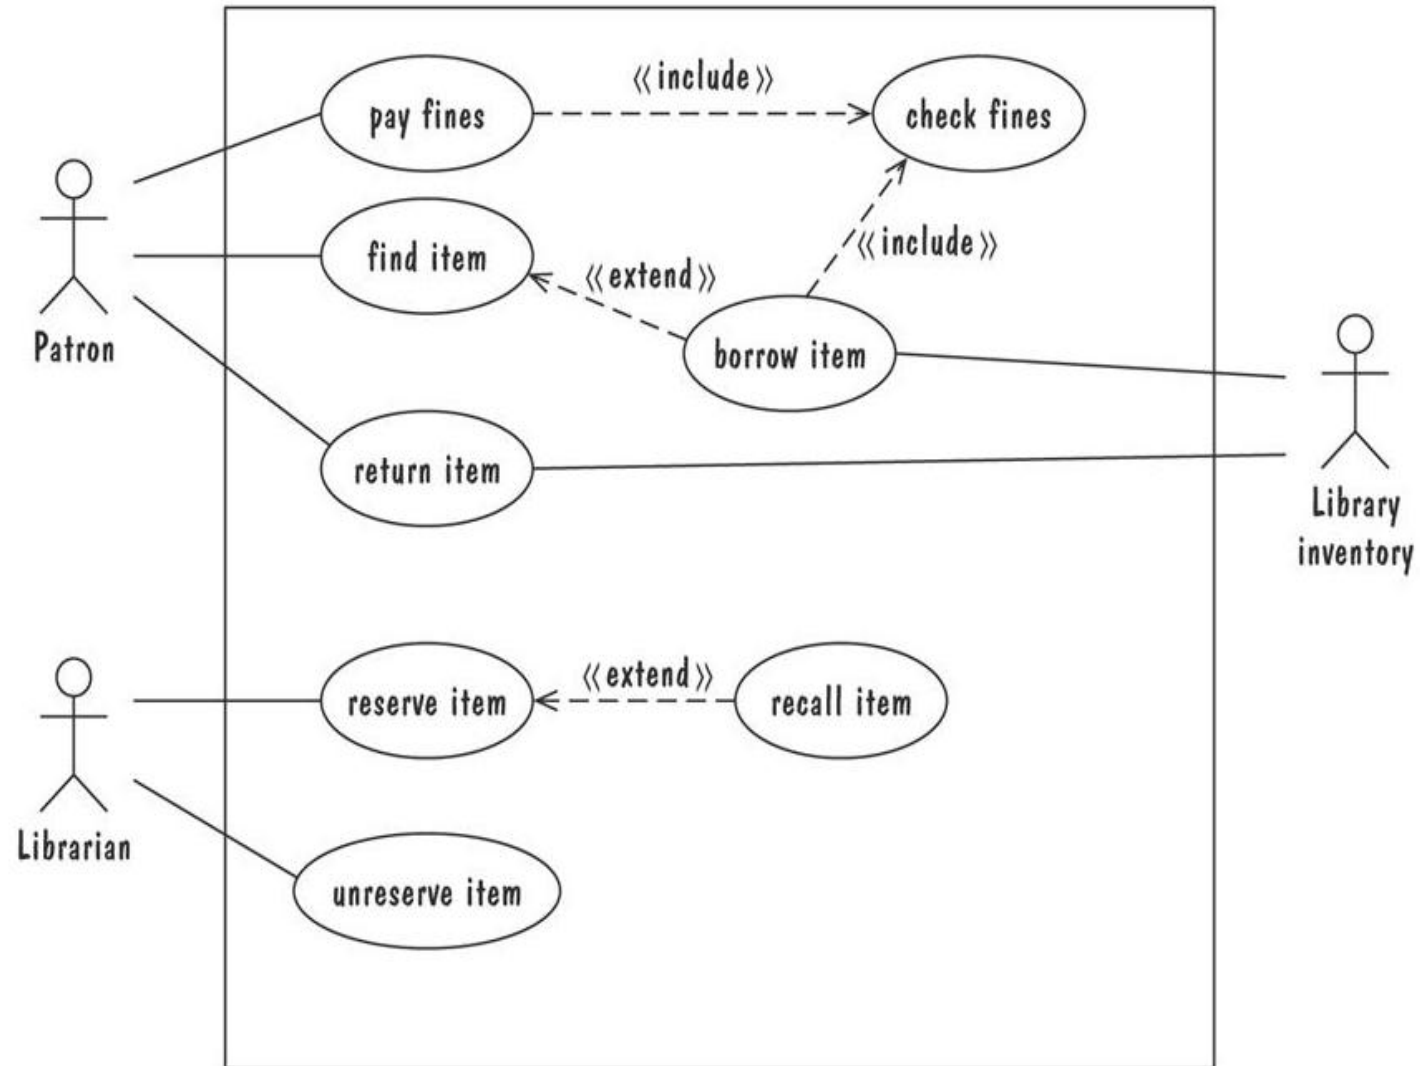 «include»
pay fines
check fines
find item
«include»
«extend»
Patron
borrow item
return item
Library
inventory
«extend»
reserve item
recall item
Librarian
unreserve item